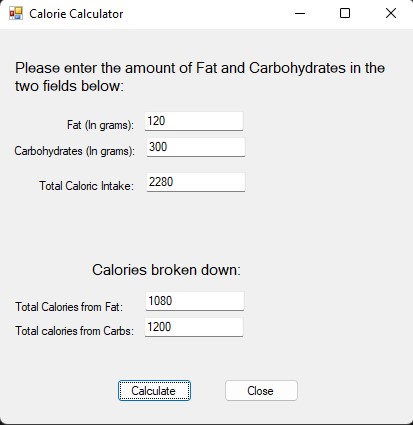 Calorie Calculator
Please enter the amount of Fat and Carbohydrates in the
two fields below:
Fat (In grams): 120
Carbohydrates (In grams): 300
Total Caloric Intake: 2280
Calories broken down:
Total Calories from Fat: 1080
Total calories from Carbs: 1200
Calculate Close